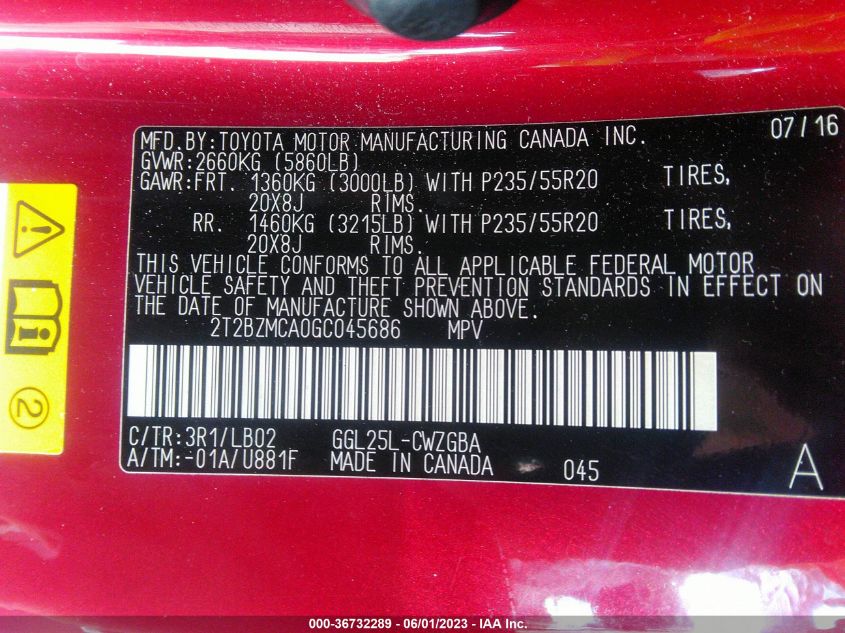 MFD.BY:TOYOTA MOTOR MANUFACTURING CANADA INC. 07/16
GVWR:2660KG (5860LB)
GAWR:FRT. 1360KG (3000LB) WITH P235/55R20 TIRES,
20X8J RIMS.
RR. 1460KG (3215LB) WITH P235/55R20 TIRES,
20X8J RIMS.
THIS VEHICLE CONFORMS TO ALL APPLICABLE FEDERAL MOTOR
VEHICLE SAFETY AND THEFT PREVENTION STANDARDS IN EFFECT ON
THE DATE OF MANUFACTURE SHOWN ABOVE.
2T2BZMCA0GC045686 MPV
C/TR:3R1/LB02 GGL25L-CWZGBA
A/TM:-01A/U881F MADE IN CANADA 045 A
2
000-36732289 - 06/01/2023 - IAA Inc.